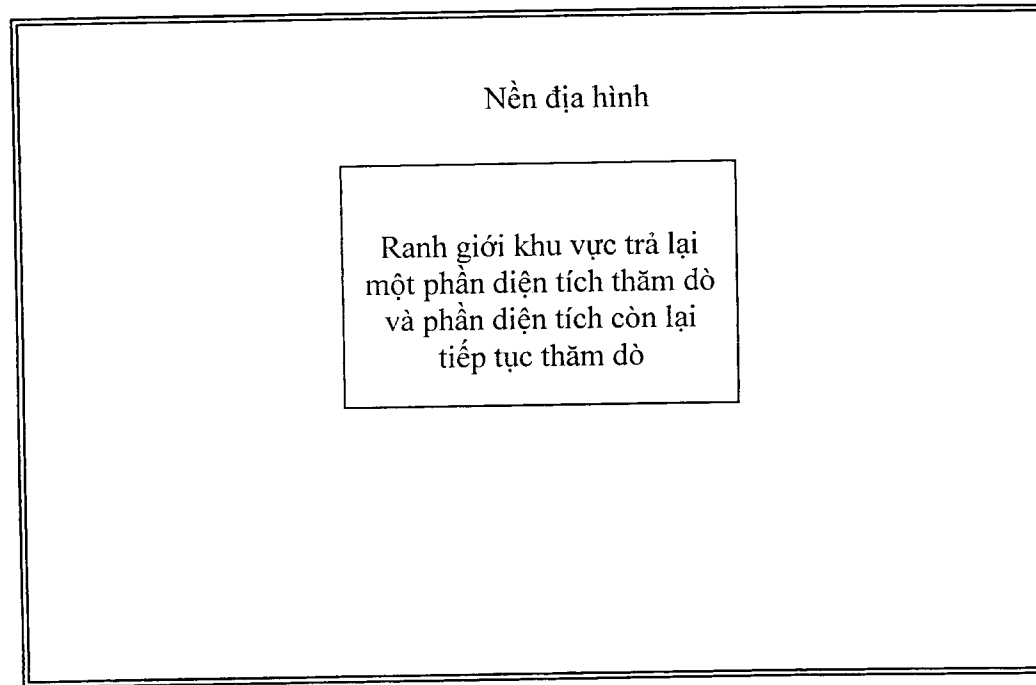 Nền địa hình
Ranh giới khu vực trả lại
một phần diện tích thăm dò
và phần diện tích còn lại
tiếp tục thăm dò